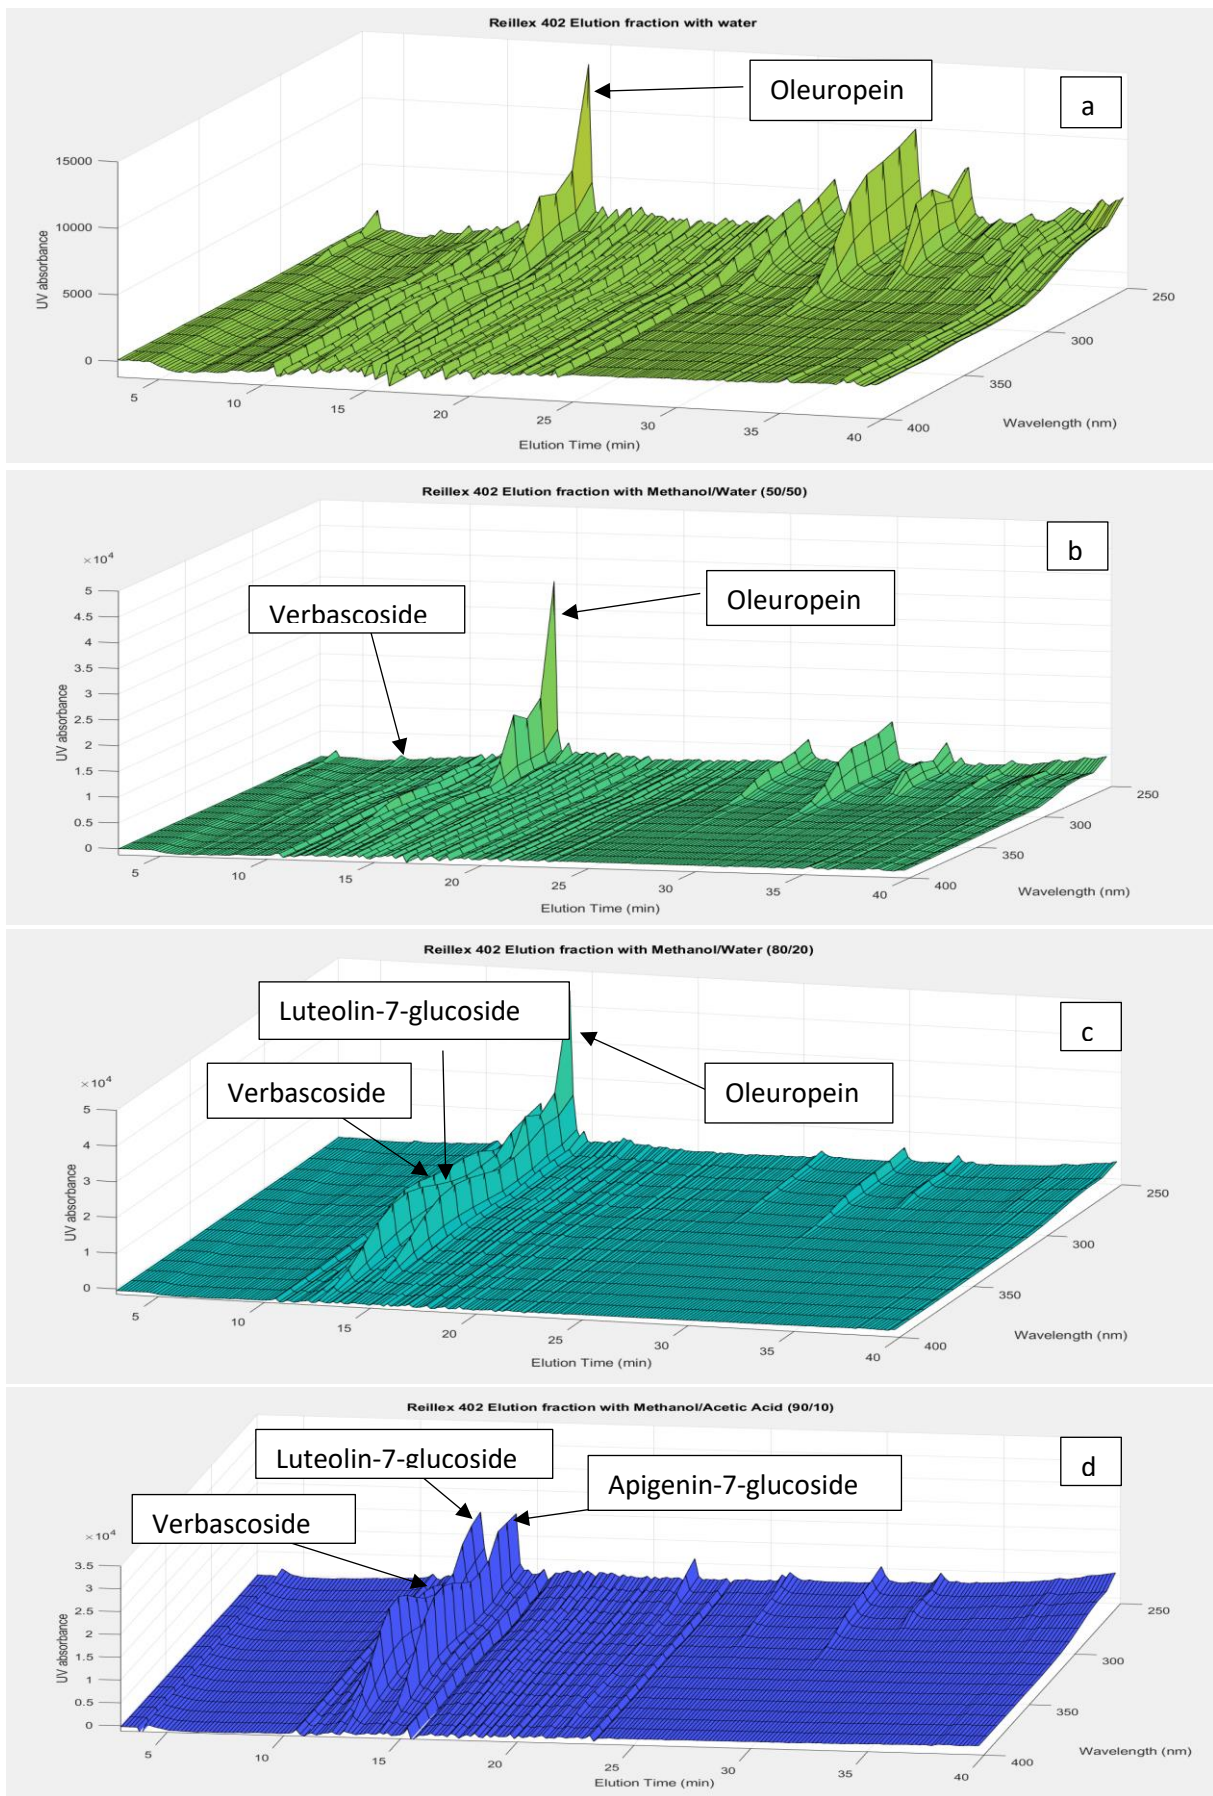 Reillex 402 Elution fraction with water
Oleuropein
a
15000
10000
5000
0
UV absorbance
5
10
15
20
25
30
35
40
Elution Time (min)
250
300
350
400
Wavelength (nm)
Reillex 402 Elution fraction with Methanol/Water (50/50)
b
×10⁴
Verbascoside
Oleuropein
5
4.5
4
3.5
3
2.5
2
1.5
1
0.5
0
UV absorbance
5
10
15
20
25
30
35
40
Elution Time (min)
250
300
350
400
Wavelength (nm)
Reillex 402 Elution fraction with Methanol/Water (80/20)
Luteolin-7-glucoside
c
Verbascoside
Oleuropein
×10⁴
5
4
3
2
1
0
UV absorbance
5
10
15
20
25
30
35
40
Elution Time (min)
250
300
350
400
Wavelength (nm)
Reillex 402 Elution fraction with Methanol/Acetic Acid (90/10)
Luteolin-7-glucoside
d
Apigenin-7-glucoside
Verbascoside
×10⁴
3.5
3
2.5
2
1.5
1
0.5
0
UV absorbance
5
10
15
20
25
30
35
40
Elution Time (min)
250
300
350
400
Wavelength (nm)